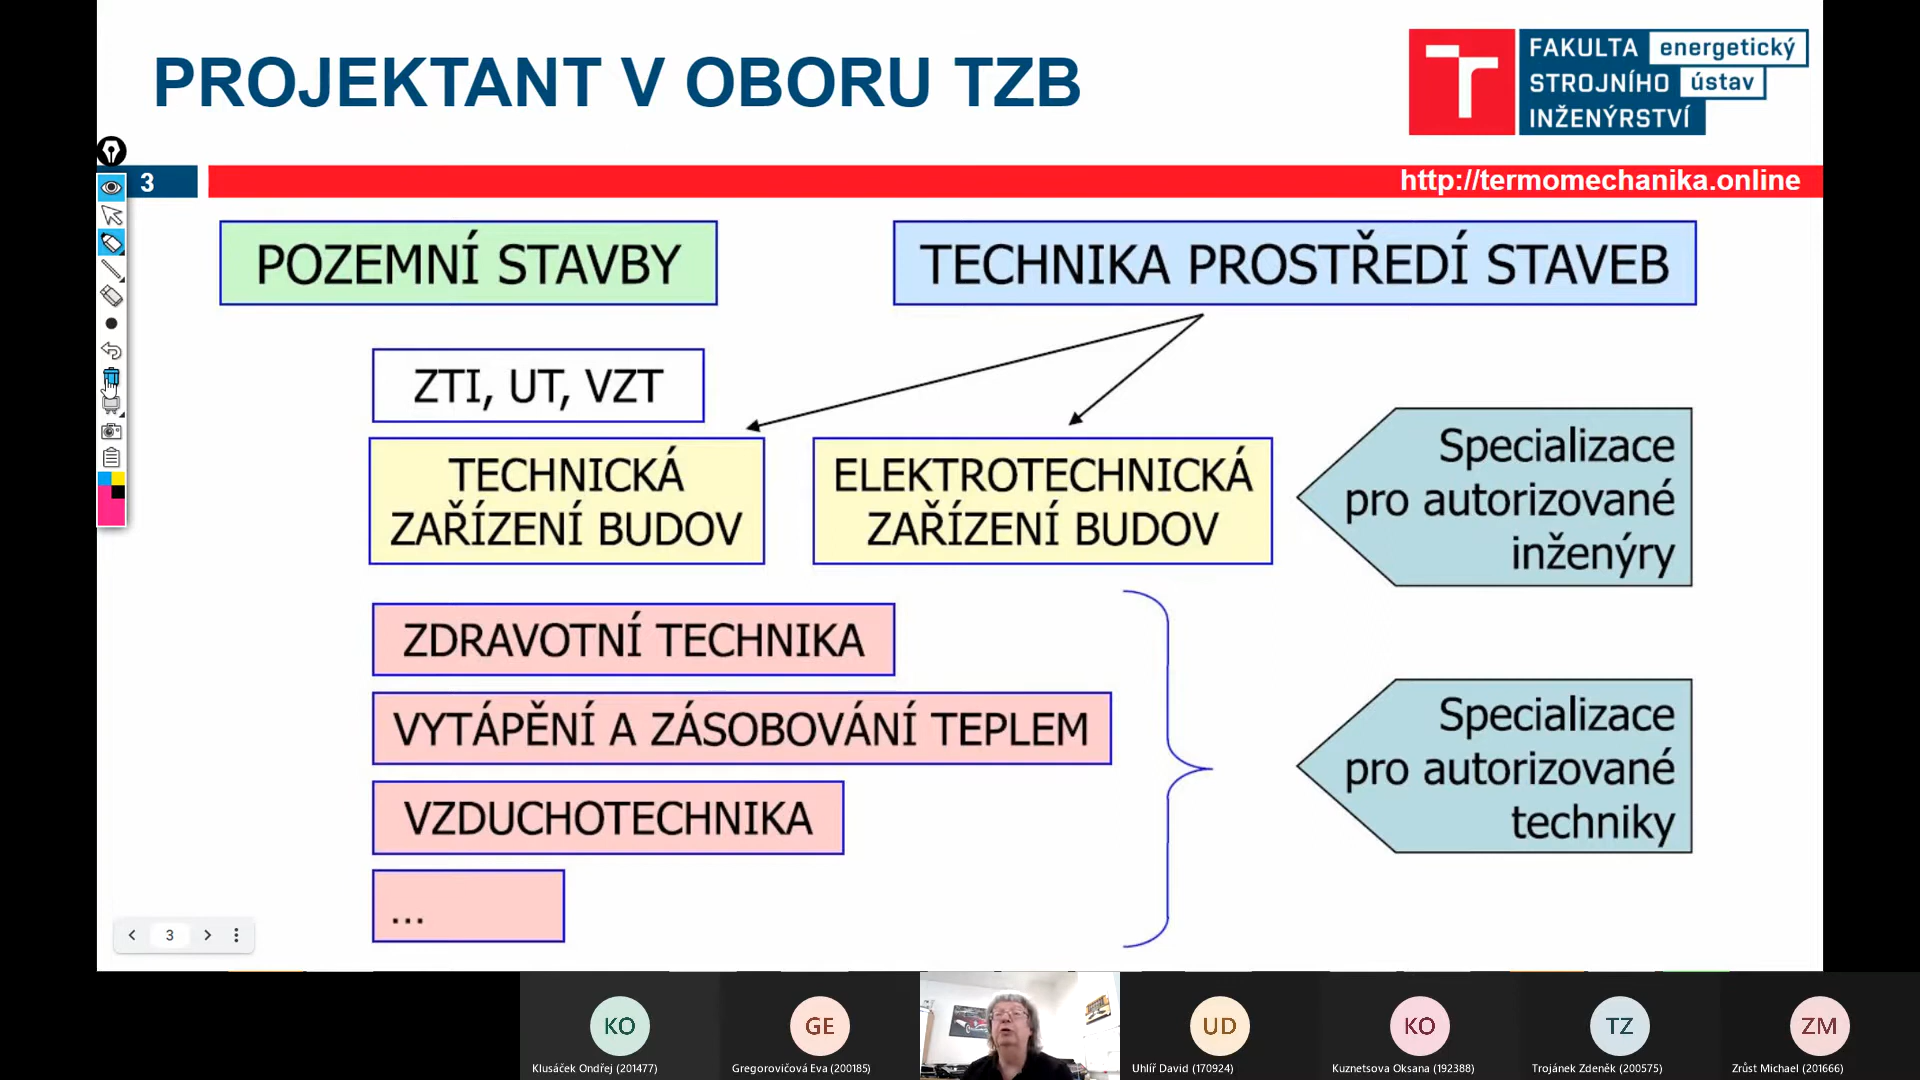 PROJEKTANT V OBORU TZB
FAKULTA energetický
STROJNÍHO ústav
INŽENÝRSTVÍ
3
http://termomechanika.online
POZEMNÍ STAVBY
TECHNIKA PROSTŘEDÍ STAVEB
ZTI, UT, VZT
TECHNICKÁ
ZAŘÍZENÍ BUDOV
ELEKTROTECHNICKÁ
ZAŘÍZENÍ BUDOV
Specializace
pro autorizované
inženýry
ZDRAVOTNÍ TECHNIKA
VYTÁPĚNÍ A ZÁSOBOVÁNÍ TEPLEM
VZDUCHOTECHNIKA
...
Specializace
pro autorizované
techniky
3
KO
GE
UD
KO
TZ
ZM
Klusáček Ondřej (201477)
Gregorovičová Eva (200185)
Uhlíř David (170924)
Kuznetsova Oksana (192388)
Trojánek Zdeněk (200575)
Zrůst Michael (201666)